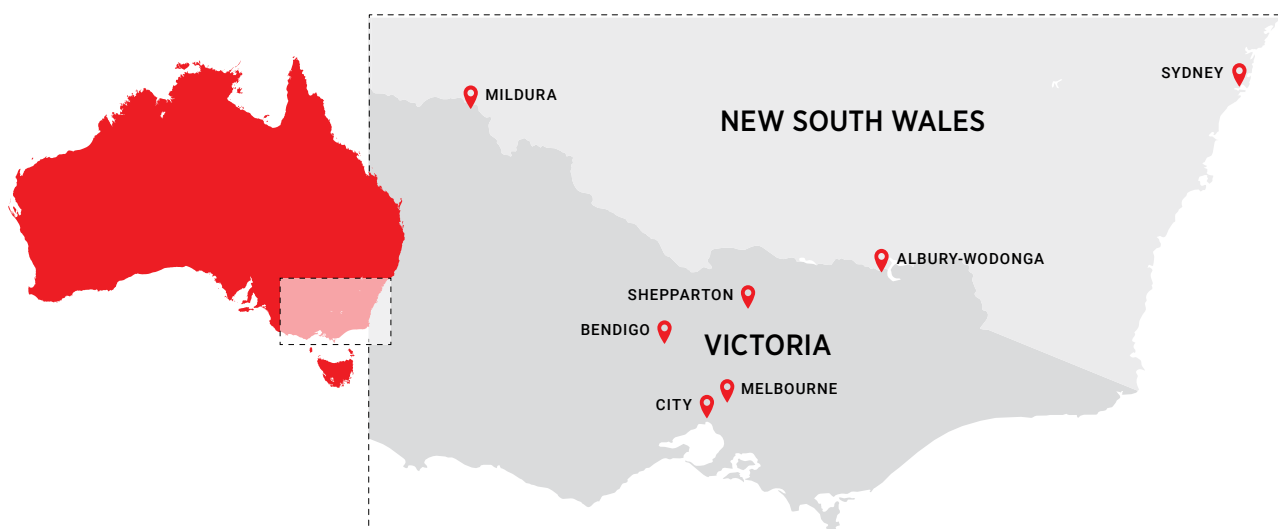 SYDNEY
MILDURA
NEW SOUTH WALES
ALBURY-WODONGA
SHEPPARTON
BENDIGO
VICTORIA
MELBOURNE
CITY